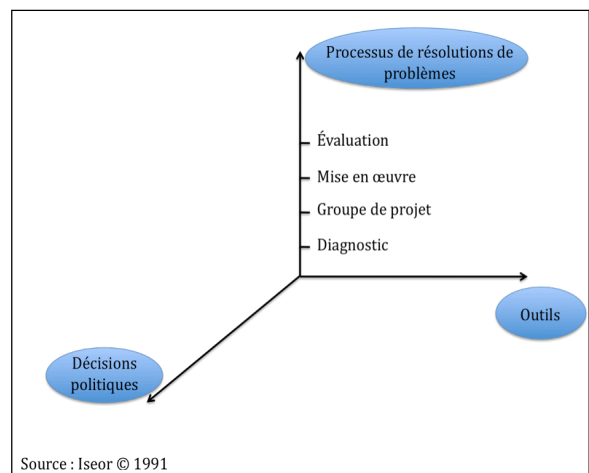 Processus de résolutions de
problèmes
Évaluation
Mise en œuvre
Groupe de projet
Diagnostic
Outils
Décisions
politiques
Source : Iseor © 1991